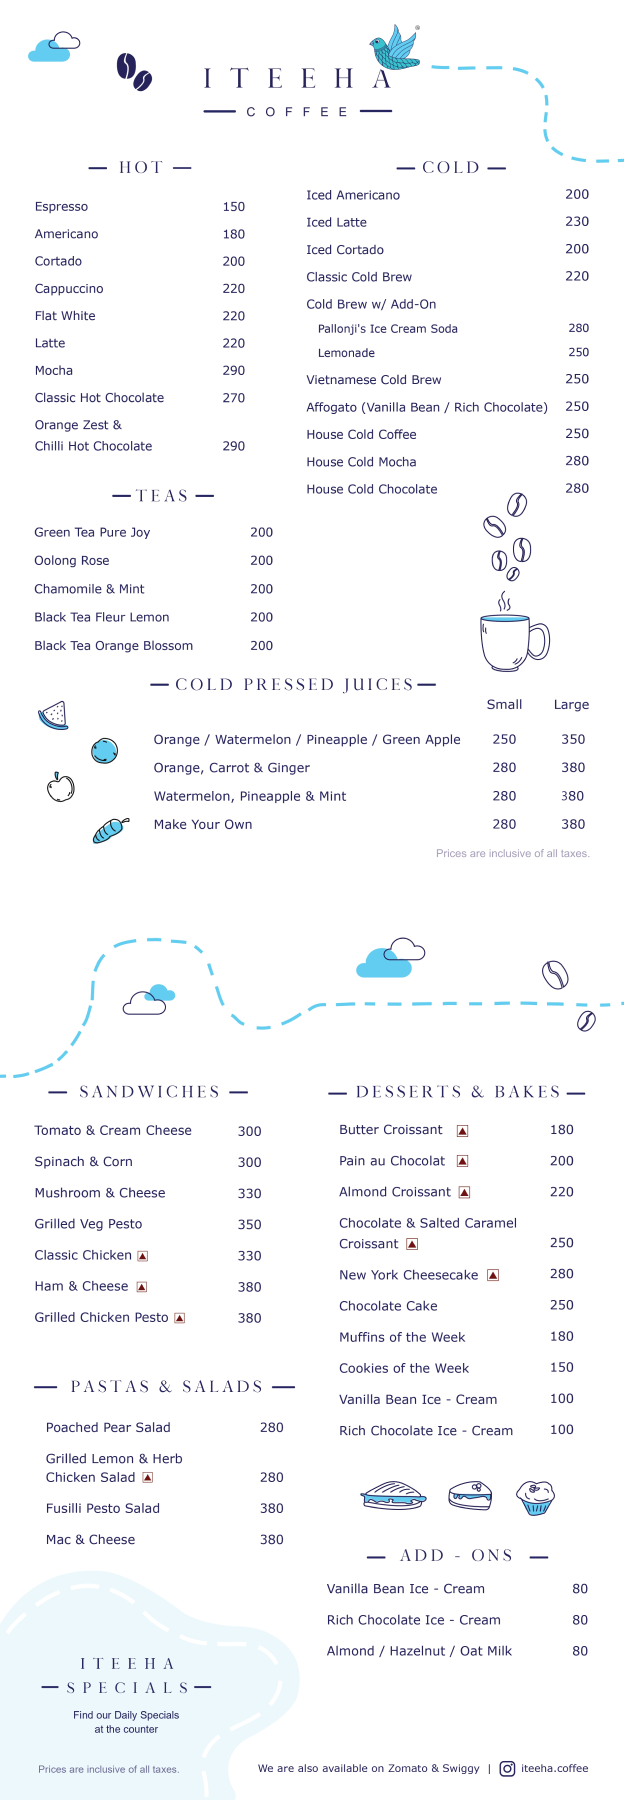 ITEEHA
COFFEE
HOT
Espresso 150
Americano 180
Cortado 200
Cappuccino 220
Flat White 220
Latte 220
Mocha 290
Classic Hot Chocolate 270
Orange Zest &
Chilli Hot Chocolate 290
COLD
Iced Americano 200
Iced Latte 230
Iced Cortado 200
Classic Cold Brew 220
Cold Brew w/ Add-On
Pallonji's Ice Cream Soda 280
Lemonade 250
Vietnamese Cold Brew 250
Affogato (Vanilla Bean / Rich Chocolate) 250
House Cold Coffee 250
House Cold Mocha 280
House Cold Chocolate 280
TEAS
Green Tea Pure Joy 200
Oolong Rose 200
Chamomile & Mint 200
Black Tea Fleur Lemon 200
Black Tea Orange Blossom 200
COLD PRESSED JUICES
Small Large
Orange / Watermelon / Pineapple / Green Apple 250 350
Orange, Carrot & Ginger 280 380
Watermelon, Pineapple & Mint 280 380
Make Your Own 280 380
Prices are inclusive of all taxes.
SANDWICHES
Tomato & Cream Cheese 300
Spinach & Corn 300
Mushroom & Cheese 330
Grilled Veg Pesto 350
Classic Chicken 330
Ham & Cheese 380
Grilled Chicken Pesto 380
PASTAS & SALADS
Poached Pear Salad 280
Grilled Lemon & Herb
Chicken Salad 280
Fusilli Pesto Salad 380
Mac & Cheese 380
DESSERTS & BAKES
Butter Croissant 180
Pain au Chocolat 200
Almond Croissant 220
Chocolate & Salted Caramel
Croissant 250
New York Cheesecake 280
Chocolate Cake 250
Muffins of the Week 180
Cookies of the Week 150
Vanilla Bean Ice - Cream 100
Rich Chocolate Ice - Cream 100
ADD - ONS
Vanilla Bean Ice - Cream 80
Rich Chocolate Ice - Cream 80
Almond / Hazelnut / Oat Milk 80
ITEEHA
SPECIALS
Find our Daily Specials
at the counter
Prices are inclusive of all taxes.
We are also available on Zomato & Swiggy | iteeha.coffee